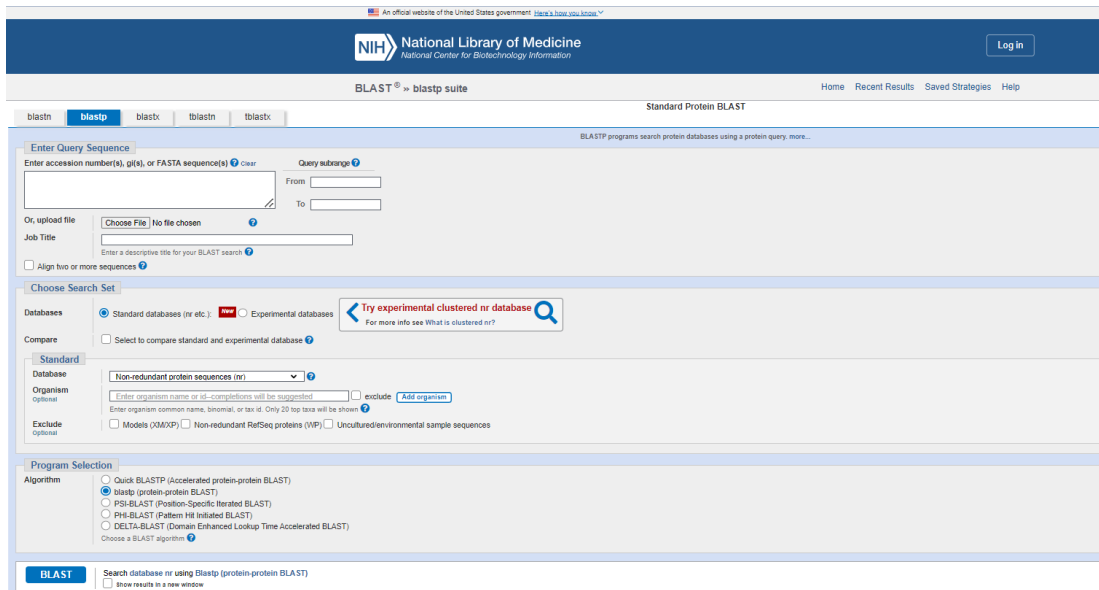 An official website of the United States government Here's how you know
NIH National Library of Medicine
National Center for Biotechnology Information
Log in
BLAST ® » blastp suite
Home Recent Results Saved Strategies Help
Standard Protein BLAST
blastn blastp blastx tblastn tblastx
BLASTP programs search protein databases using a protein query. more...
Enter Query Sequence
Enter accession number(s), gi(s), or FASTA sequence(s) ? Clear Query subrange ?
From
To
Or, upload file Choose File No file chosen ?
Job Title
Enter a descriptive title for your BLAST search ?
Align two or more sequences ?
Choose Search Set
Databases Standard databases (nr etc.): New Experimental databases
Try experimental clustered nr database
For more info see What is clustered nr?
Compare Select to compare standard and experimental database ?
Standard
Database Non-redundant protein sequences (nr) ?
Organism
Optional
Enter organism name or id--completions will be suggested exclude Add organism
Enter organism common name, binomial, or tax id. Only 20 top taxa will be shown ?
Exclude
Optional
Models (XM/XP) Non-redundant RefSeq proteins (WP) Uncultured/environmental sample sequences
Program Selection
Algorithm Quick BLASTP (Accelerated protein-protein BLAST)
blastp (protein-protein BLAST)
PSI-BLAST (Position-Specific Iterated BLAST)
PHI-BLAST (Pattern Hit Initiated BLAST)
DELTA-BLAST (Domain Enhanced Lookup Time Accelerated BLAST)
Choose a BLAST algorithm ?
BLAST Search database nr using Blastp (protein-protein BLAST)
Show results in a new window